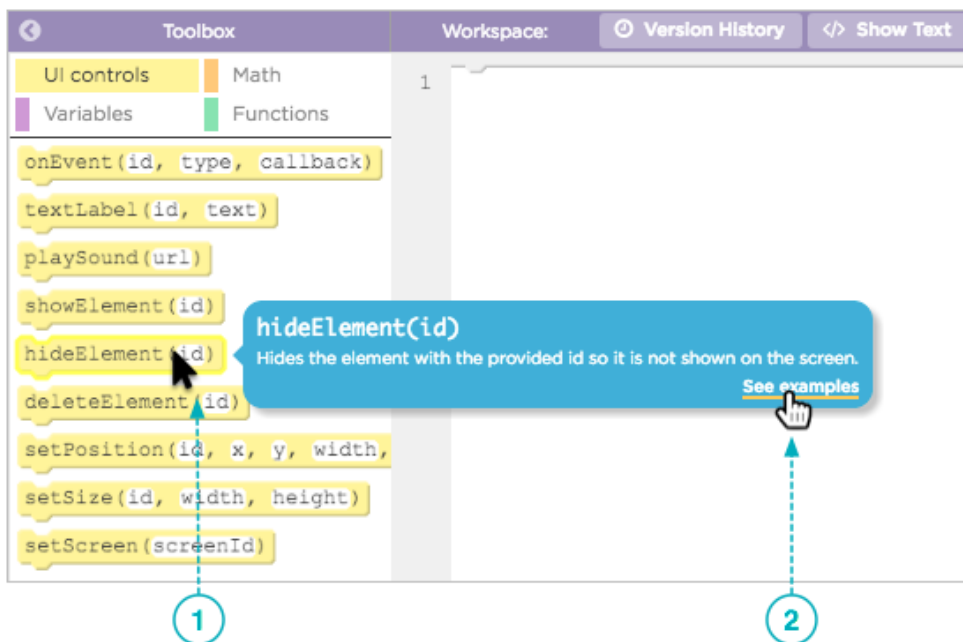 Toolbox
Workspace:
Version History
</> Show Text
UI controls
Math
Variables
Functions
1
onEvent(id, type, callback)
textLabel(id, text)
playSound(url)
showElement(id)
hideElement(id)
deleteElement(id)
setPosition(id, x, y, width,
setSize(id, width, height)
setScreen(screenId)
hideElement(id)
Hides the element with the provided id so it is not shown on the screen.
See examples
1
2